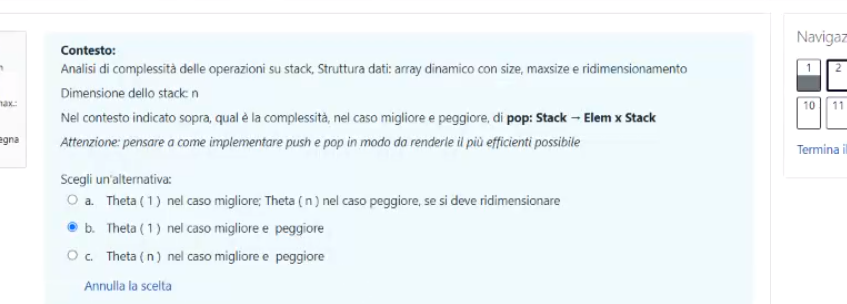 Contesto:
Analisi di complessità delle operazioni su stack, Struttura dati: array dinamico con size, maxsize e ridimensionamento
Dimensione dello stack: n
Nel contesto indicato sopra, qual è la complessità, nel caso migliore e peggiore, di pop: Stack → Elem x Stack
Attenzione: pensare a come implementare push e pop in modo da renderle il più efficienti possibile
Scegli un'alternativa:
a. Theta ( 1 ) nel caso migliore; Theta ( n ) nel caso peggiore, se si deve ridimensionare
b. Theta ( 1 ) nel caso migliore e peggiore
c. Theta ( n ) nel caso migliore e peggiore
Annulla la scelta
max.:
egna
Navigaz
1 2
10 11
Termina il